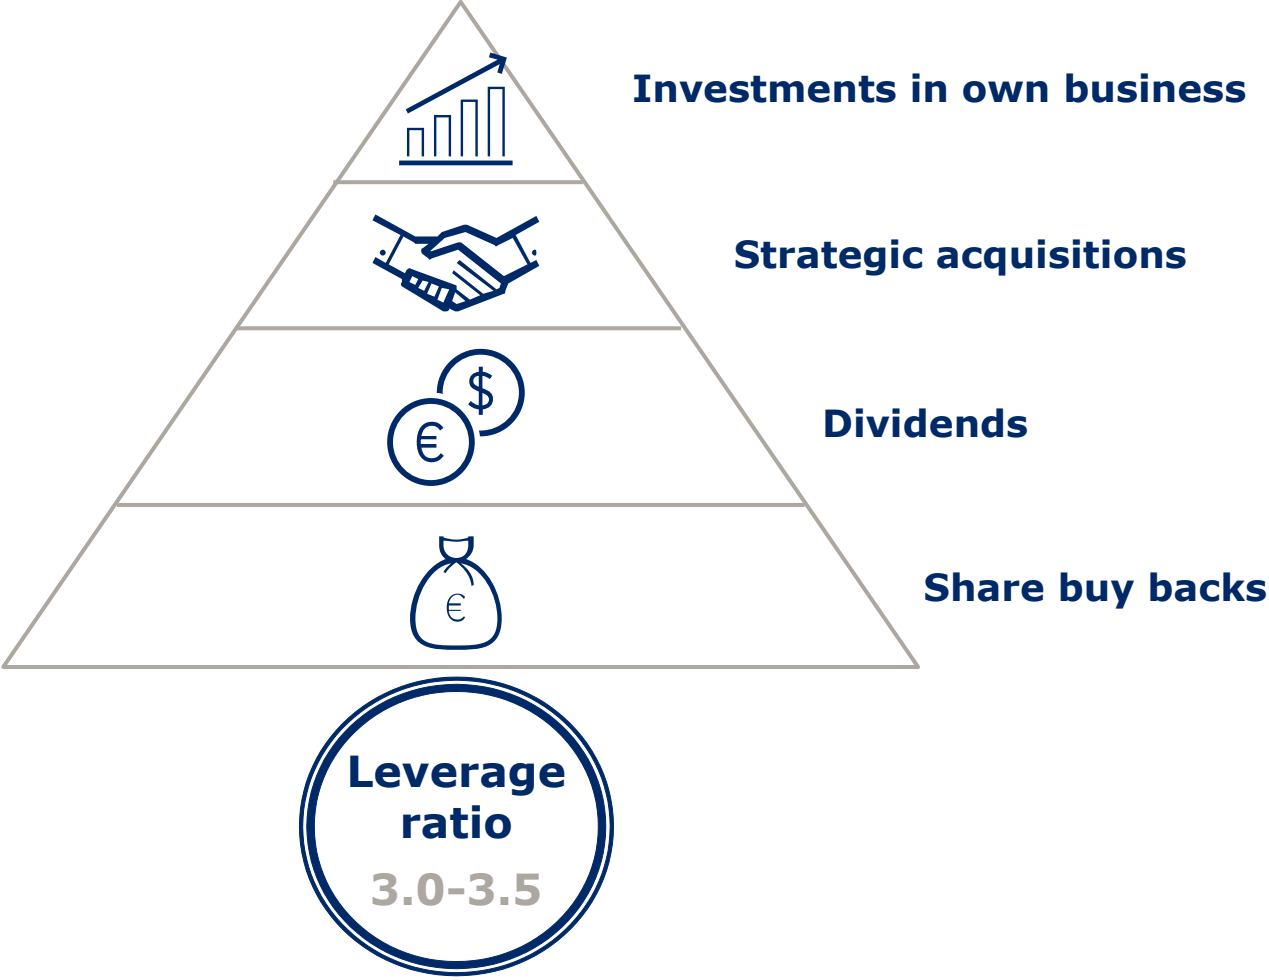 Investments in own business
Strategic acquisitions
$
€
Dividends
€
Share buy backs
Leverage
ratio
3.0-3.5